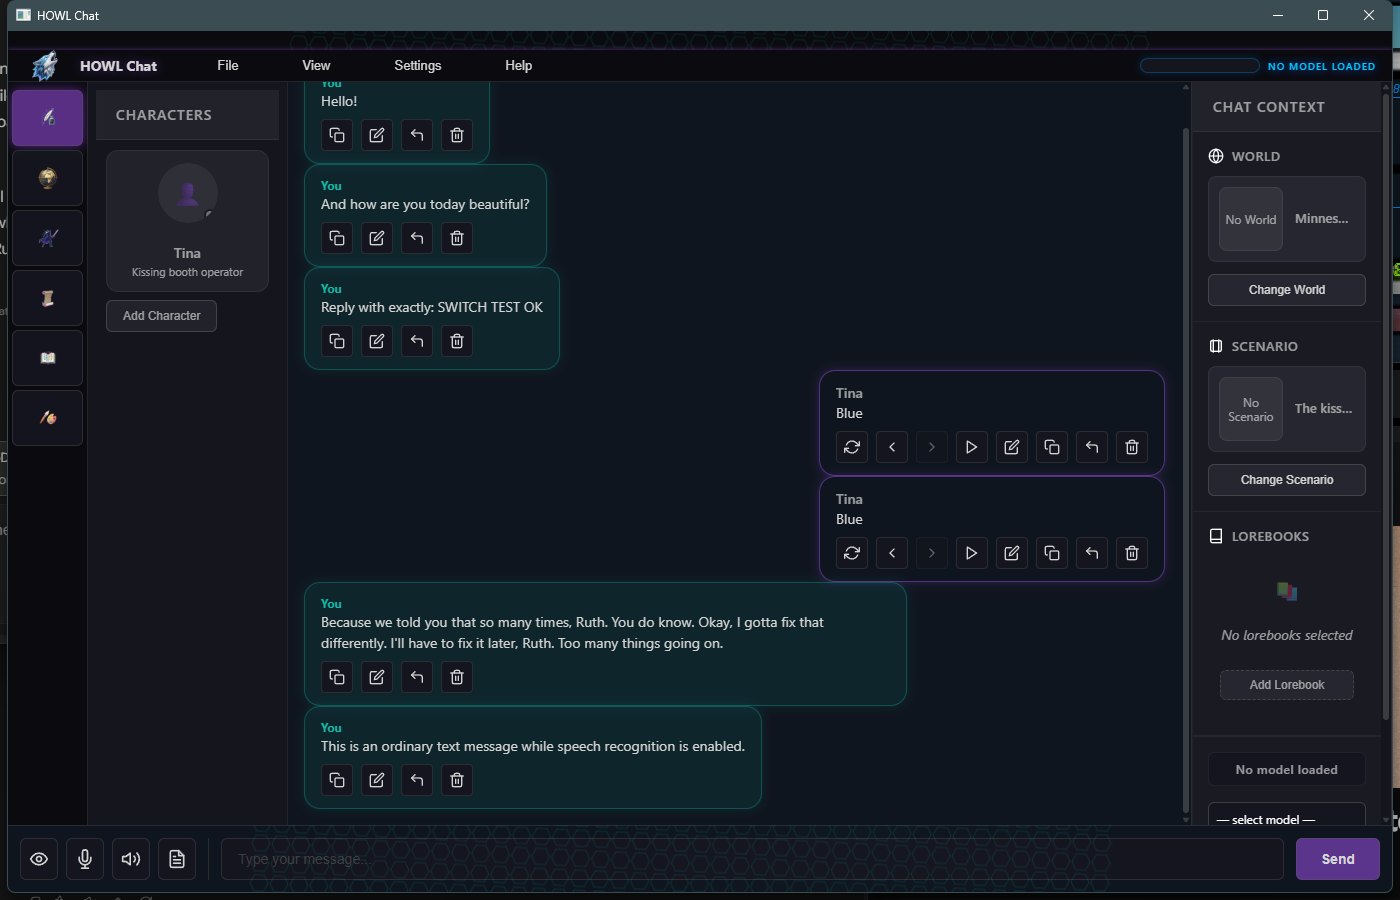 HOWL Chat
HOWL Chat
File
View
Settings
Help
NO MODEL LOADED
CHARACTERS
Tina
Kissing booth operator
Add Character
You
Hello!
You
And how are you today beautiful?
You
Reply with exactly: SWITCH TEST OK
Tina
Blue
Tina
Blue
You
Because we told you that so many times, Ruth. You do know. Okay, I gotta fix that
differently. I'll have to fix it later, Ruth. Too many things going on.
You
This is an ordinary text message while speech recognition is enabled.
CHAT CONTEXT
WORLD
No World
Minnes...
Change World
SCENARIO
No
Scenario
The kiss...
Change Scenario
LOREBOOKS
No lorebooks selected
Add Lorebook
No model loaded
— select model —
Type your message...
Send